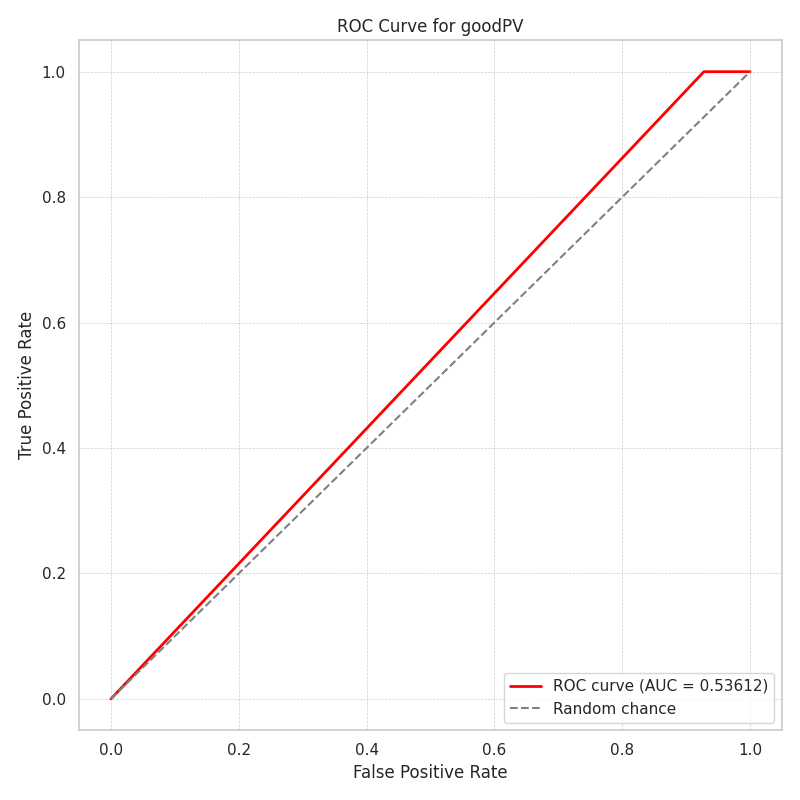 ROC Curve for goodPV
1.0
0.8
0.6
0.4
0.2
0.0
True Positive Rate
ROC curve (AUC = 0.53612)
Random chance
0.0 0.2 0.4 0.6 0.8 1.0
False Positive Rate